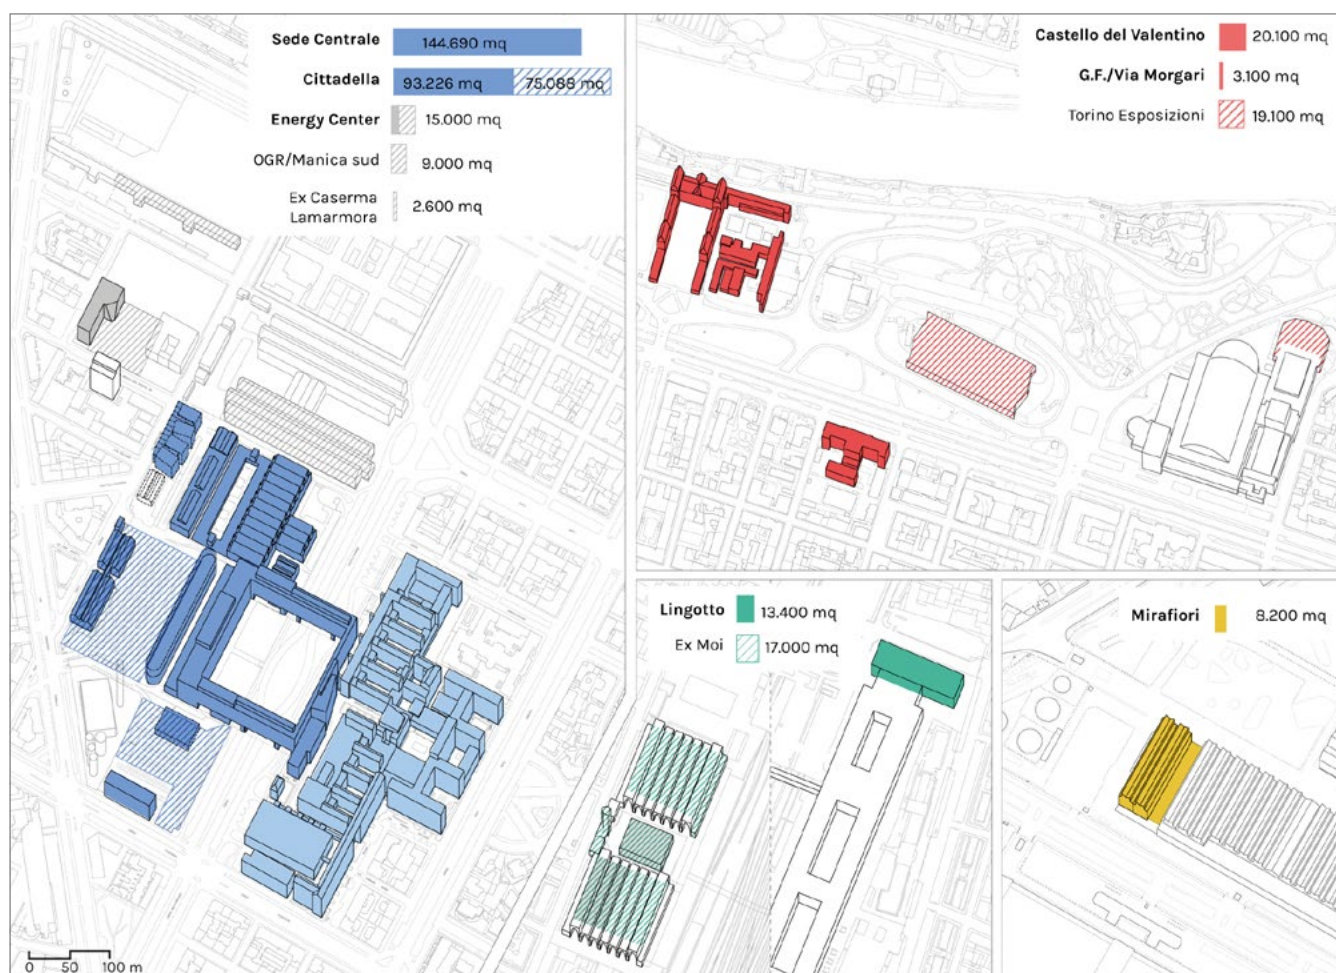 Sede Centrale 144.690 mq
Cittadella 93.226 mq 75.088 mq
Energy Center 15.000 mq
OGR/Manica sud 9.000 mq
Ex Caserma
Lamarmora 2.600 mq
0 50 100 m
Castello del Valentino 20.100 mq
G.F./Via Morgari 3.100 mq
Torino Esposizioni 19.100 mq
Lingotto 13.400 mq
Ex Moi 17.000 mq
Mirafiori 8.200 mq